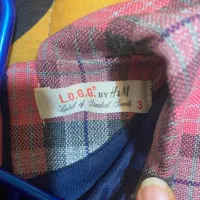 L.O.G.G. BY H&M
Label of Graded Goods
3